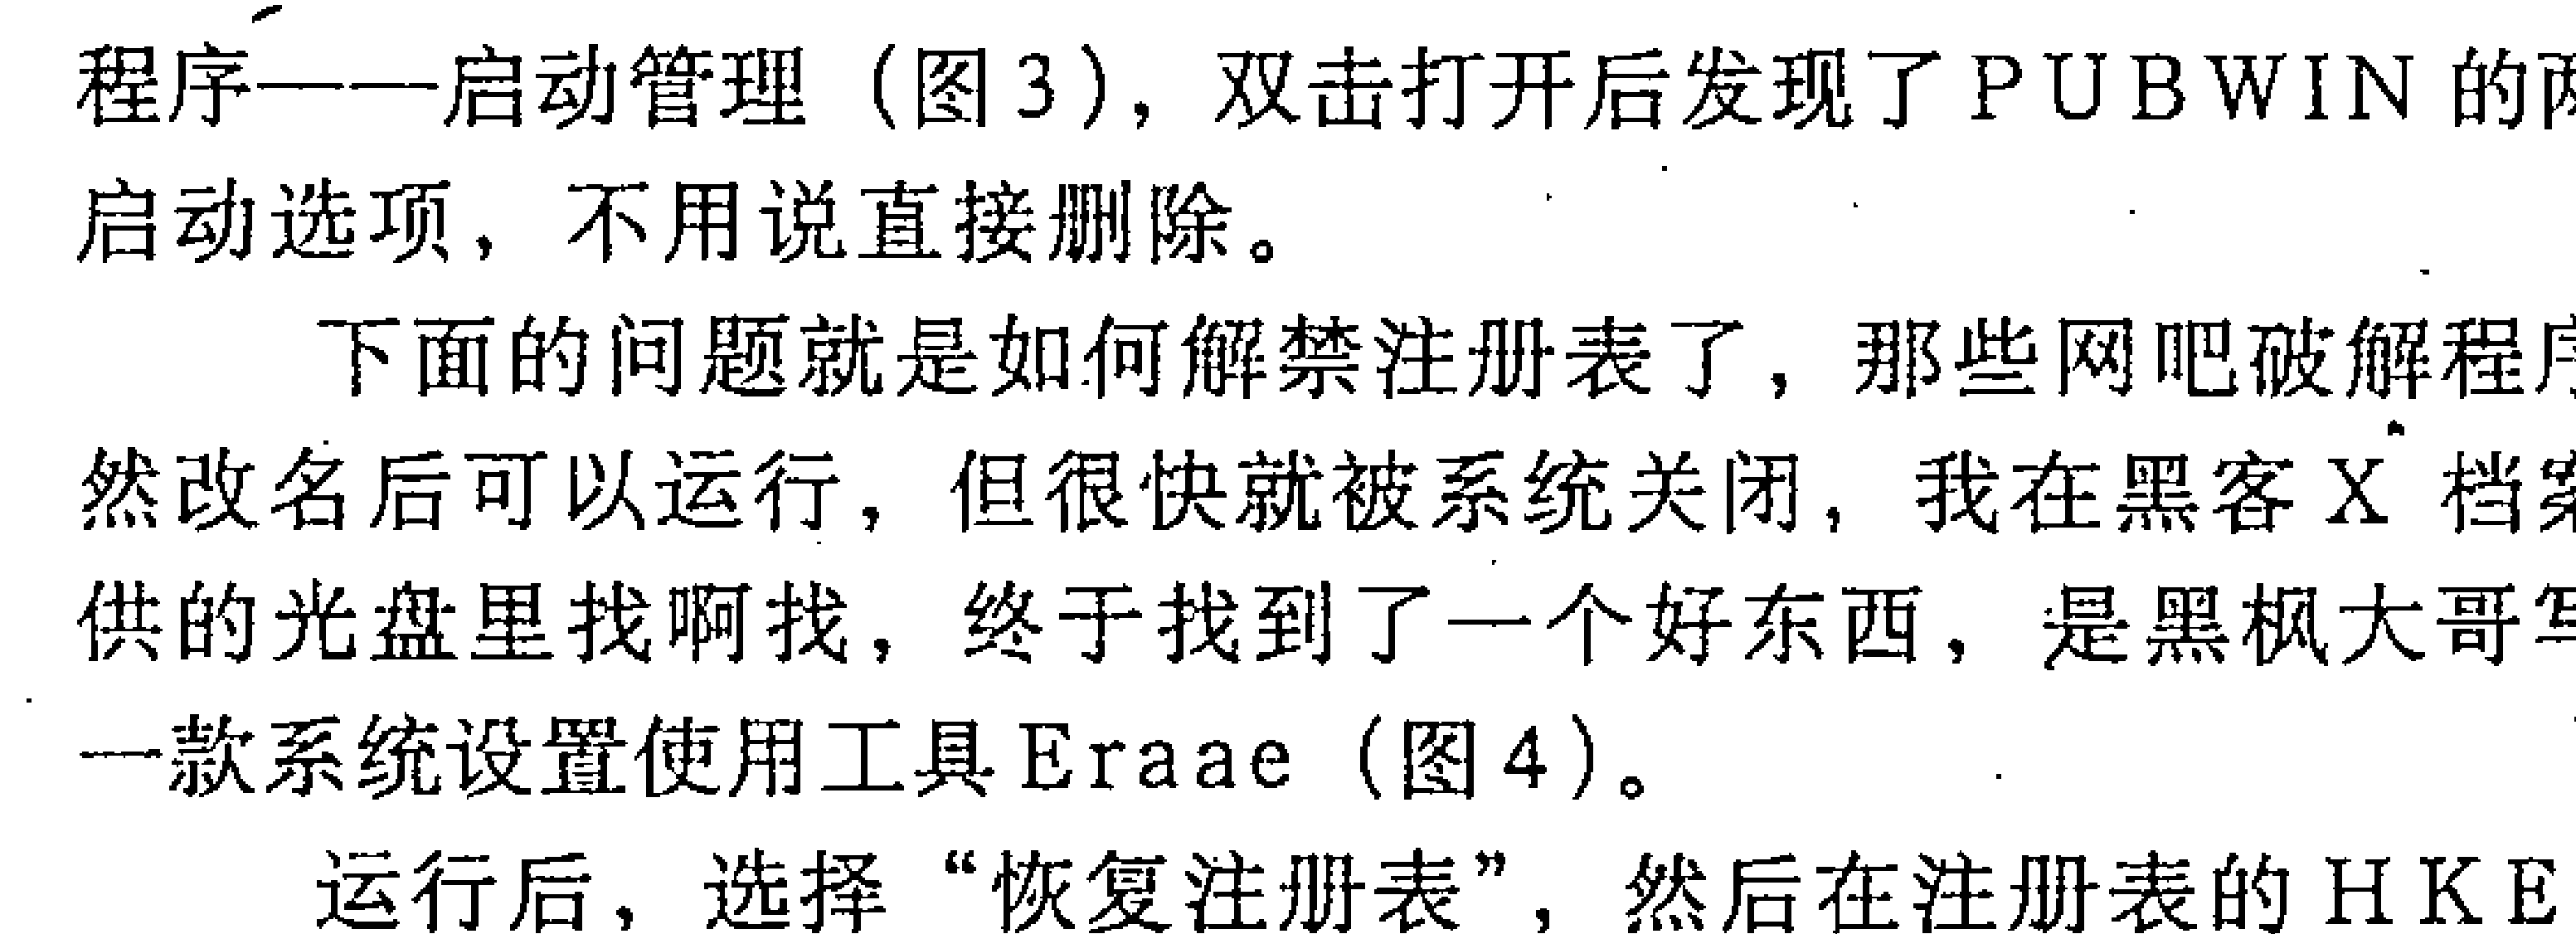 程序——启动管理（图3），双击打开后发现了PUBWIN的
启动选项，不用说直接删除。
下面的问题就是如何解禁注册表了，那些网吧破解程
然改名后可以运行，但很快就被系统关闭，我在黑客X 档
供的光盘里找啊找，终于找到了一个好东西，是黑枫大哥
一款系统设置使用工具Eraae（图4）。
运行后，选择“恢复注册表”，然后在注册表的HKE